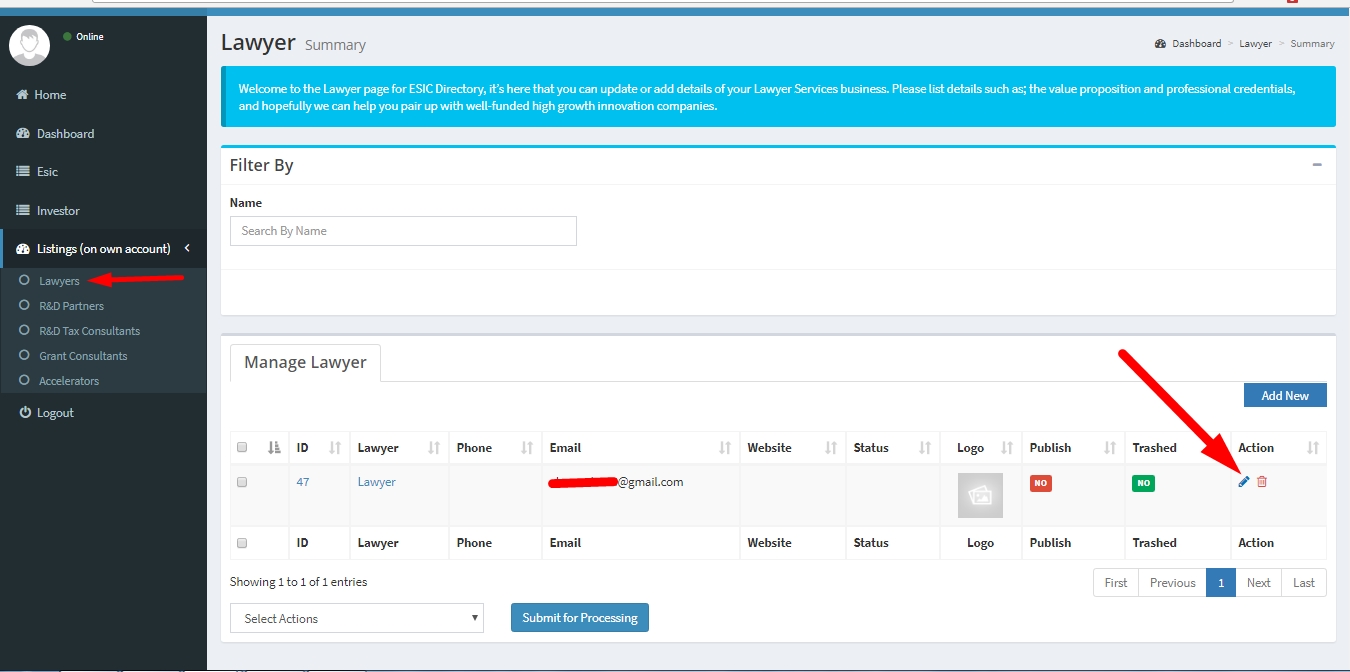 Online
Home
Dashboard
Esic
Investor
Listings (on own account)
Lawyers
R&D Partners
R&D Tax Consultants
Grant Consultants
Accelerators
Logout
Lawyer Summary
Dashboard > Lawyer > Summary
Welcome to the Lawyer page for ESIC Directory, it's here that you can update or add details of your Lawyer Services business. Please list details such as; the value proposition and professional credentials,
and hopefully we can help you pair up with well-funded high growth innovation companies.
Filter By
Name
Search By Name
Manage Lawyer
Add New
ID Lawyer Phone Email Website Status Logo Publish Trashed Action
47 Lawyer @gmail.com NO NO
ID Lawyer Phone Email Website Status Logo Publish Trashed Action
Showing 1 to 1 of 1 entries
First Previous 1 Next Last
Select Actions
Submit for Processing